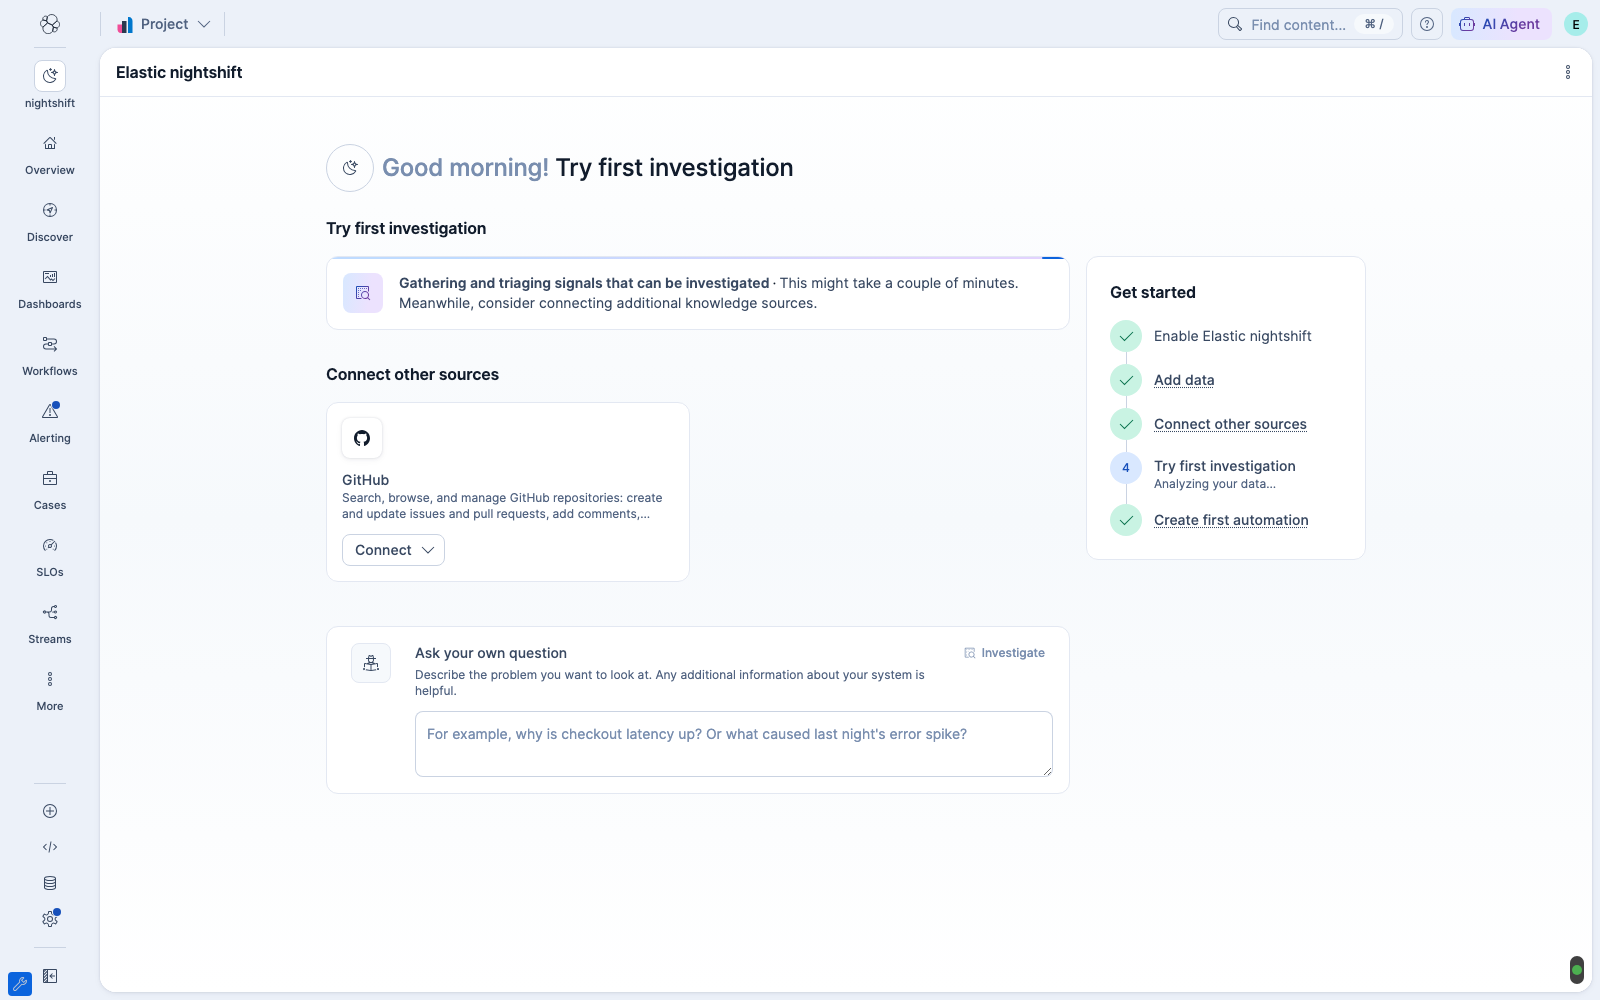 Project
Find content...
⌘ /
AI Agent
E
nightshift
Overview
Discover
Dashboards
Workflows
Alerting
Cases
SLOs
Streams
More
Elastic nightshift
Good morning! Try first investigation
Try first investigation
Gathering and triaging signals that can be investigated · This might take a couple of minutes.
Meanwhile, consider connecting additional knowledge sources.
Connect other sources
GitHub
Search, browse, and manage GitHub repositories: create
and update issues and pull requests, add comments,...
Connect
Ask your own question
Investigate
Describe the problem you want to look at. Any additional information about your system is
helpful.
For example, why is checkout latency up? Or what caused last night's error spike?
Get started
Enable Elastic nightshift
Add data
Connect other sources
4
Try first investigation
Analyzing your data...
Create first automation